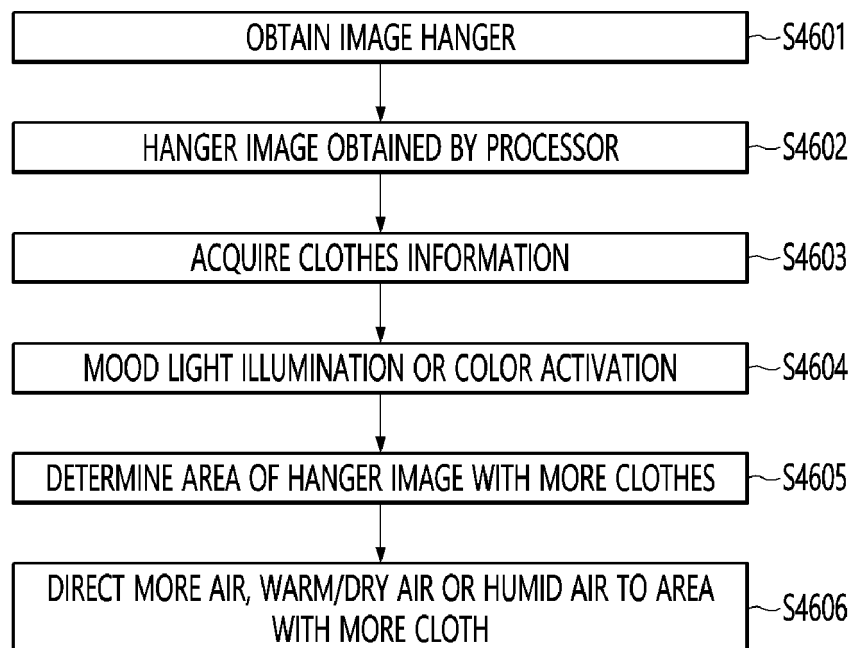 OBTAIN IMAGE HANGER
S4601
HANGER IMAGE OBTAINED BY PROCESSOR
S4602
ACQUIRE CLOTHES INFORMATION
S4603
MOOD LIGHT ILLUMINATION OR COLOR ACTIVATION
S4604
DETERMINE AREA OF HANGER IMAGE WITH MORE CLOTHES
S4605
DIRECT MORE AIR, WARM/DRY AIR OR HUMID AIR TO AREA
WITH MORE CLOTH
S4606